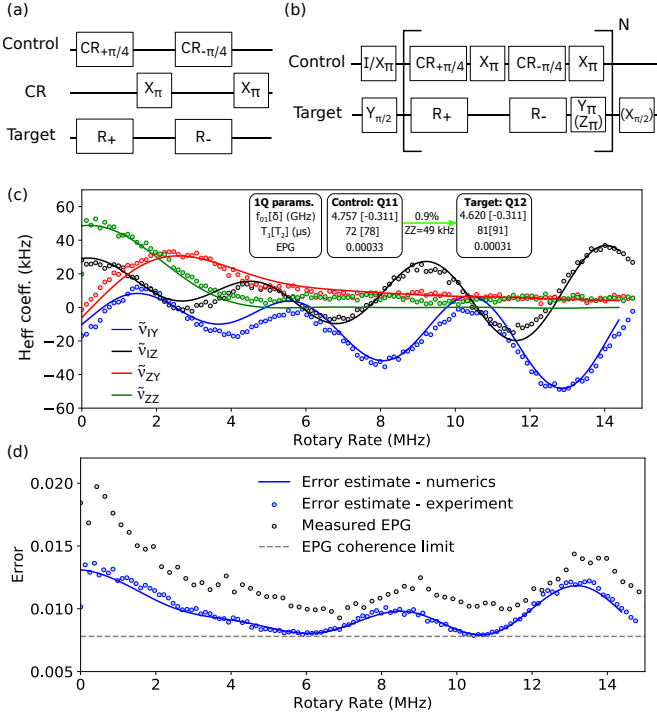 (a)
Control
CR+π/4
CR-π/4
CR
Xπ
Xπ
Target
R+
R-
(b)
N
Control
I/Xπ
CR+π/4
Xπ
CR-π/4
Xπ
Target
Yπ/2
R+
R-
Yπ
(Zπ)
(Xπ/2)
(c)
Heff coeff. (kHz)
60
40
20
0
−20
−40
−60
1Q params.
f01[δ] (GHz)
T1[T2] (μs)
EPG
Control: Q11
4.757 [-0.311]
72 [78]
0.00033
0.9%
ZZ=49 kHz
Target: Q12
4.620 [-0.311]
81[91]
0.00031
ν̃IY
ν̃IZ
ν̃ZY
ν̃ZZ
0 2 4 6 8 10 12 14
Rotary Rate (MHz)
(d)
Error
0.020
0.015
0.010
0.005
Error estimate - numerics
Error estimate - experiment
Measured EPG
EPG coherence limit
0 2 4 6 8 10 12 14
Rotary Rate (MHz)